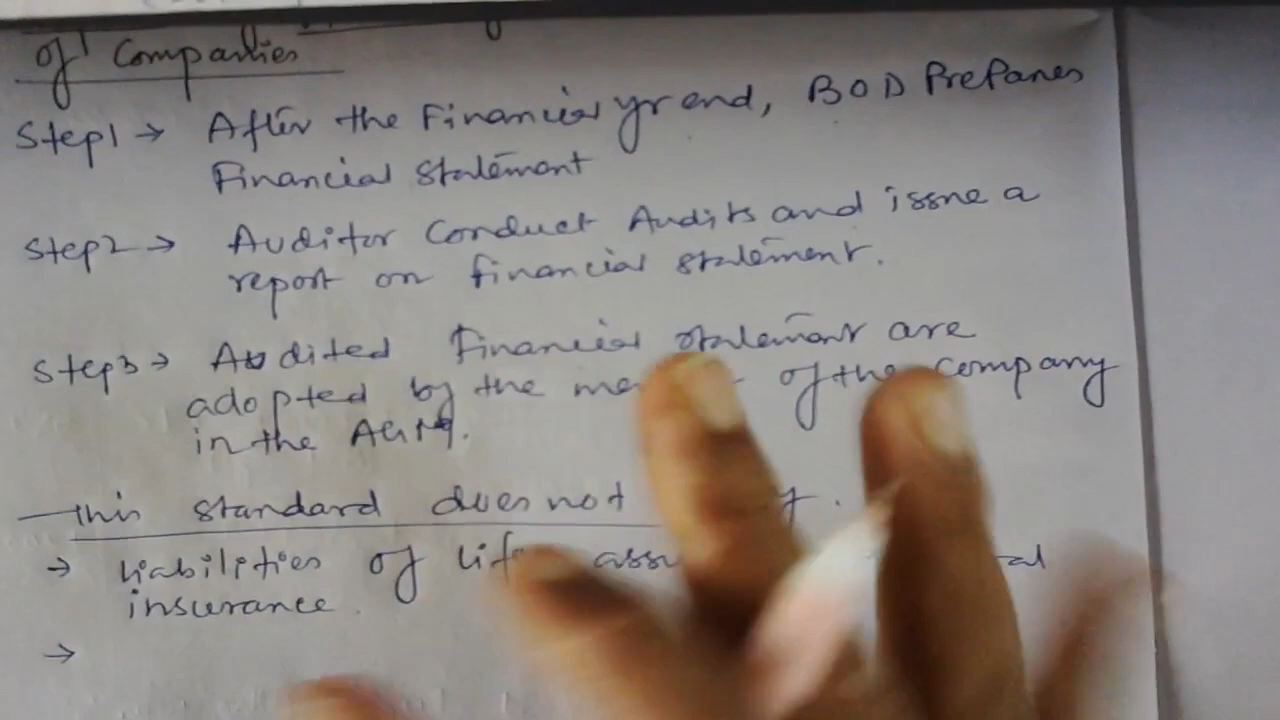 of Companies
Step1 → After the Financial yr end, BOD Prepares
Financial Statement
Step2 → Auditor Conduct Audits and issue a
report on financial statement.
Step3 → Audited Financial statement are
adopted by the of the Company
in the AGM.
This standard does not
→ liabilities of life
insurance.
→